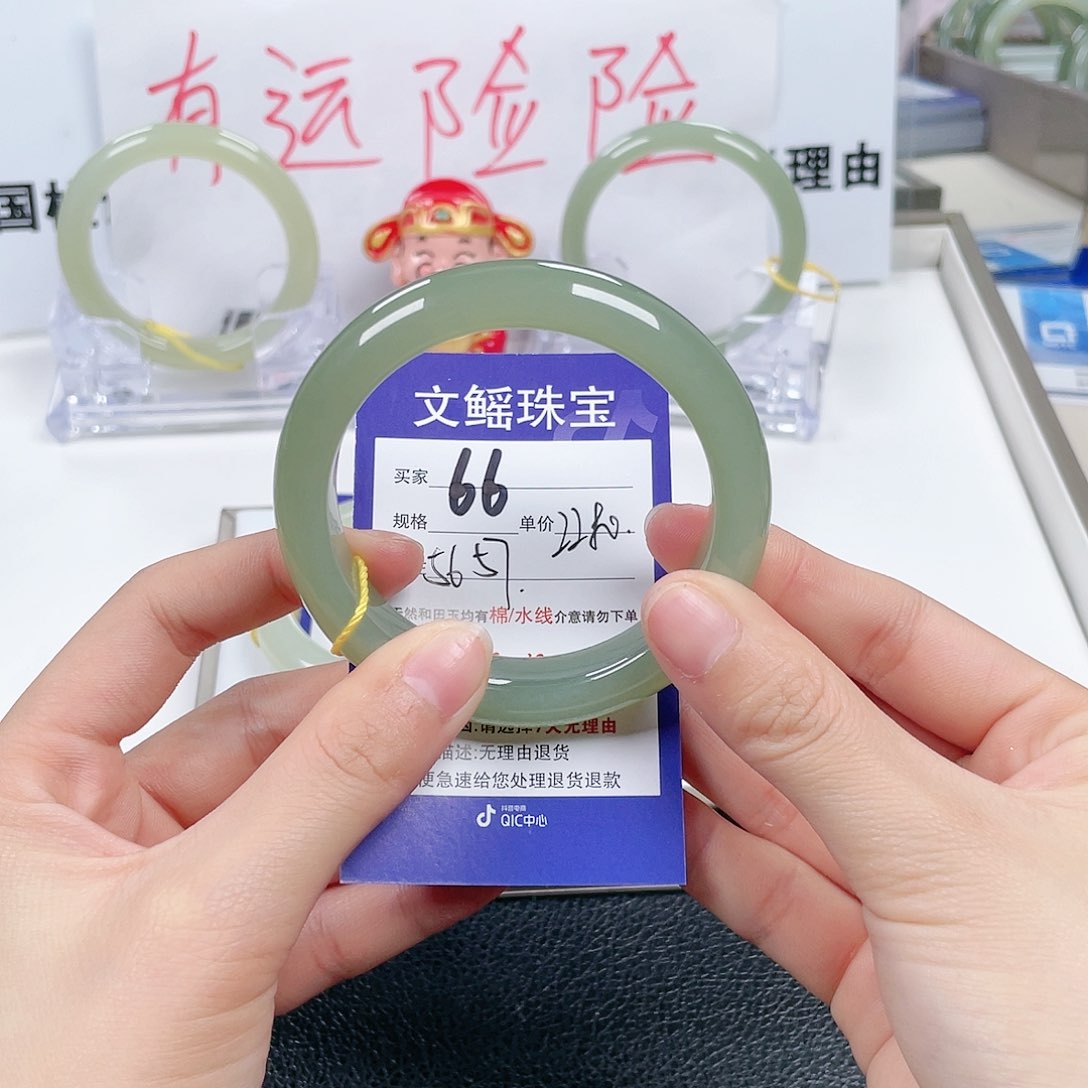 有运险险
国
理由
文鳐珠宝
买家
66
规格
单价
5657.
然和田玉均有棉/水线介意请勿下单
因:请选择7天无理由
描述:无理由退货
便急速给您处理退货退款
抖音电商
QIC中心